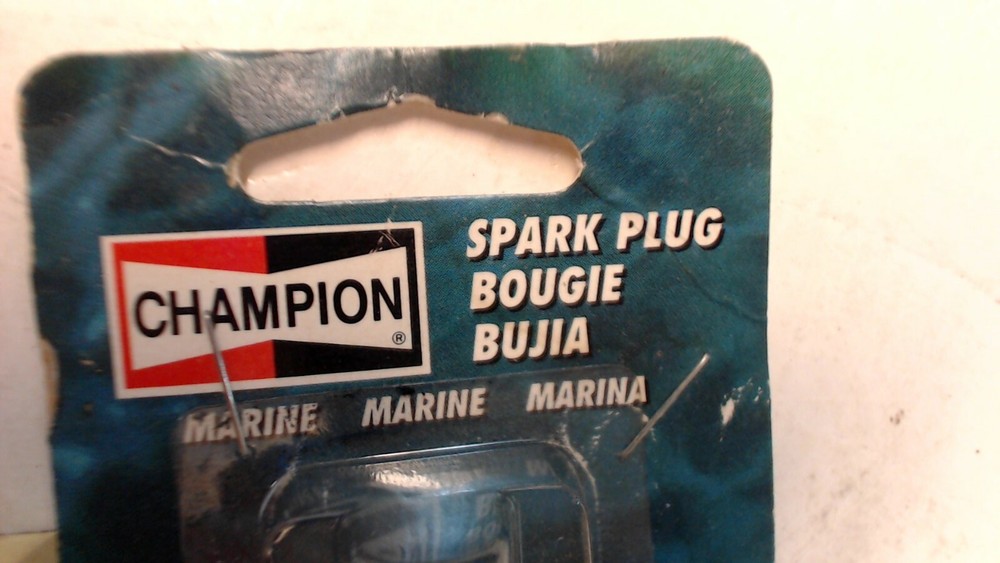 CHAMPION®
SPARK PLUG
BOUGIE
BUJIA
MARINE MARINE MARINA